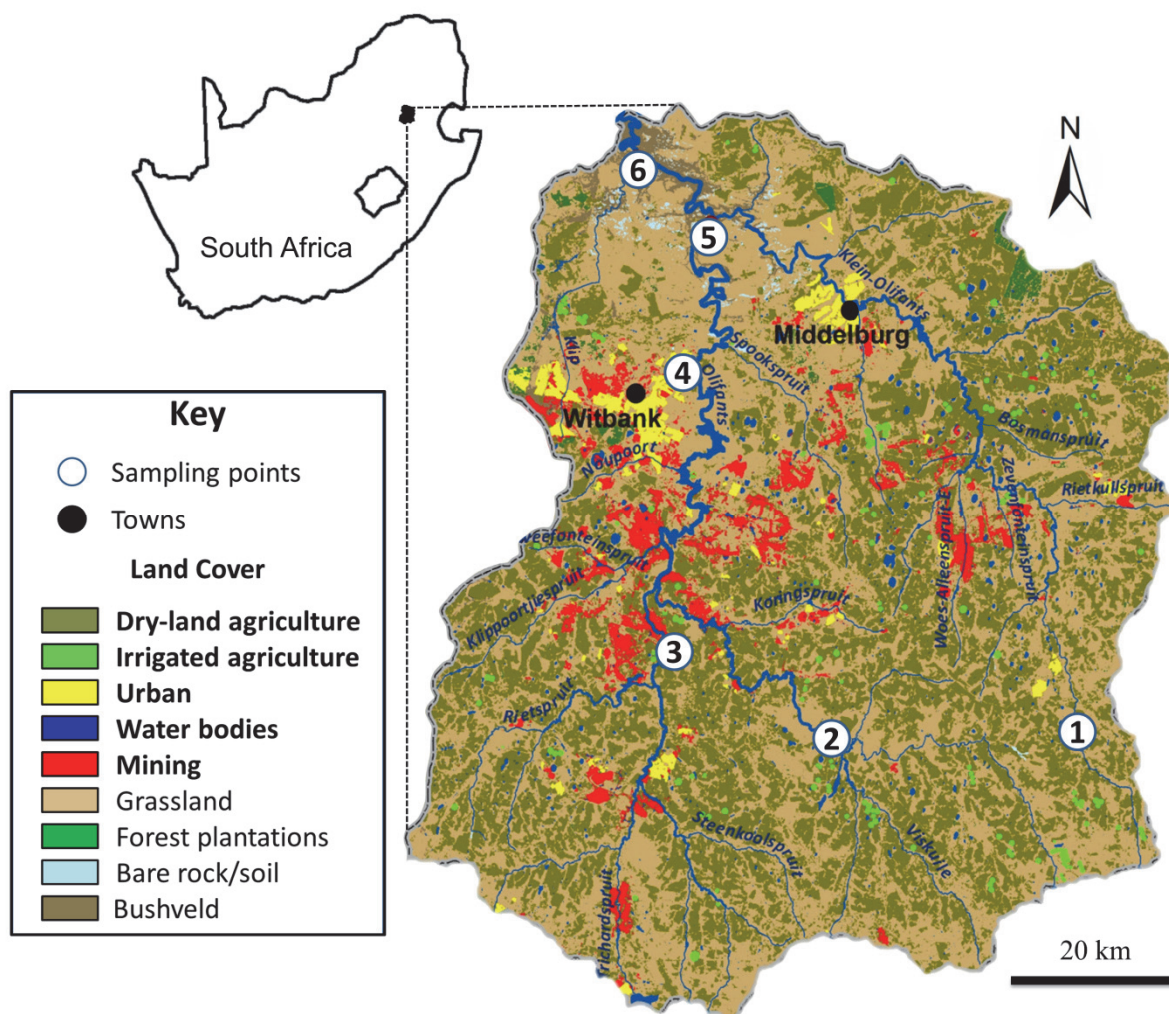 South Africa
N
Key
Sampling points
Towns
Land Cover
Dry-land agriculture
Irrigated agriculture
Urban
Water bodies
Mining
Grassland
Forest plantations
Bare rock/soil
Bushveld
6
5
Klein-Olifants
Middelburg
Klip
Spookspruit
4
Olifants
Witbank
Noupoort
Bosmanspruit
Zevenfonteinspruit
Rietkuilspruit
Woes-Alleenspruit-E
weefonteinspruit
Klippoortjiespruit
Koringspruit
3
Rietspruit
2
1
Steenkoolspruit
Viskuile
Trichardspruit
20 km